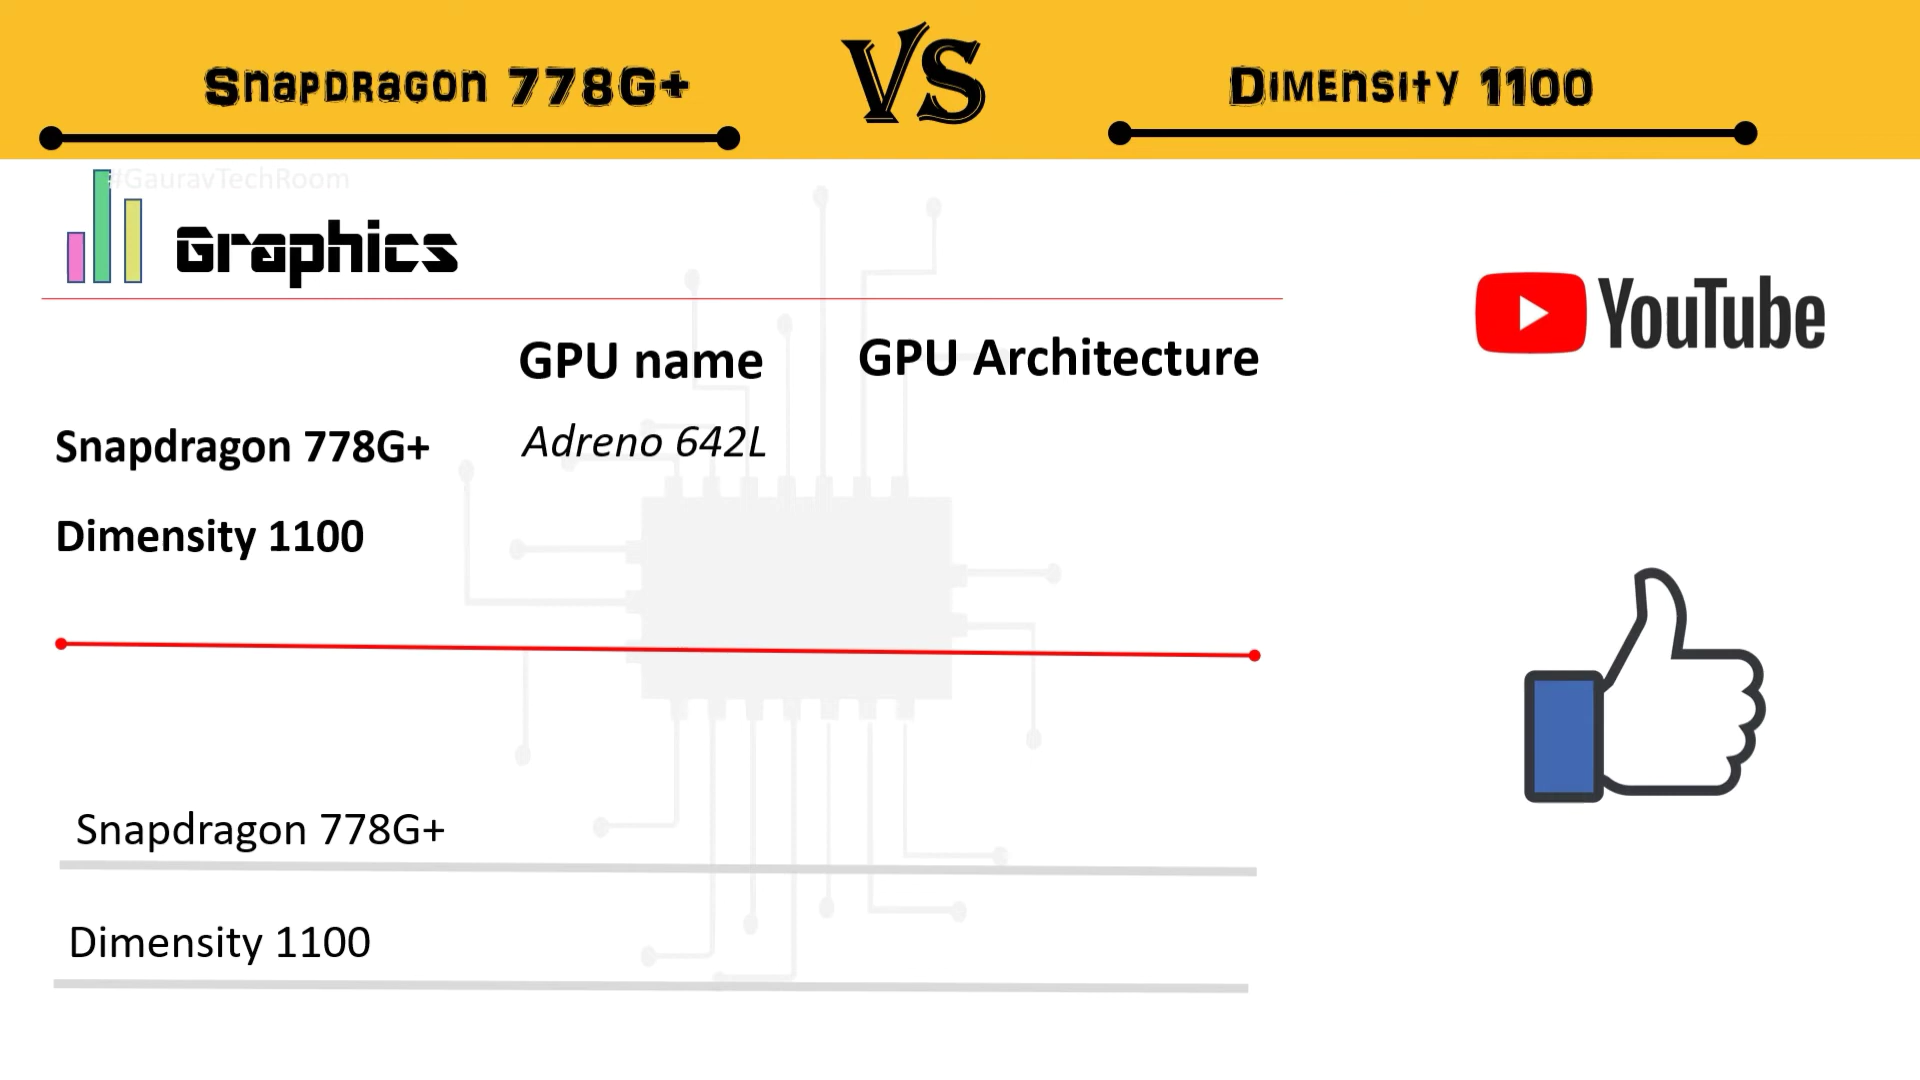 Snapdragon 778G+ VS Dimensity 1100
#GauravTechRoom
Graphics
YouTube
GPU name GPU Architecture
Snapdragon 778G+ Adreno 642L
Dimensity 1100
Snapdragon 778G+
Dimensity 1100